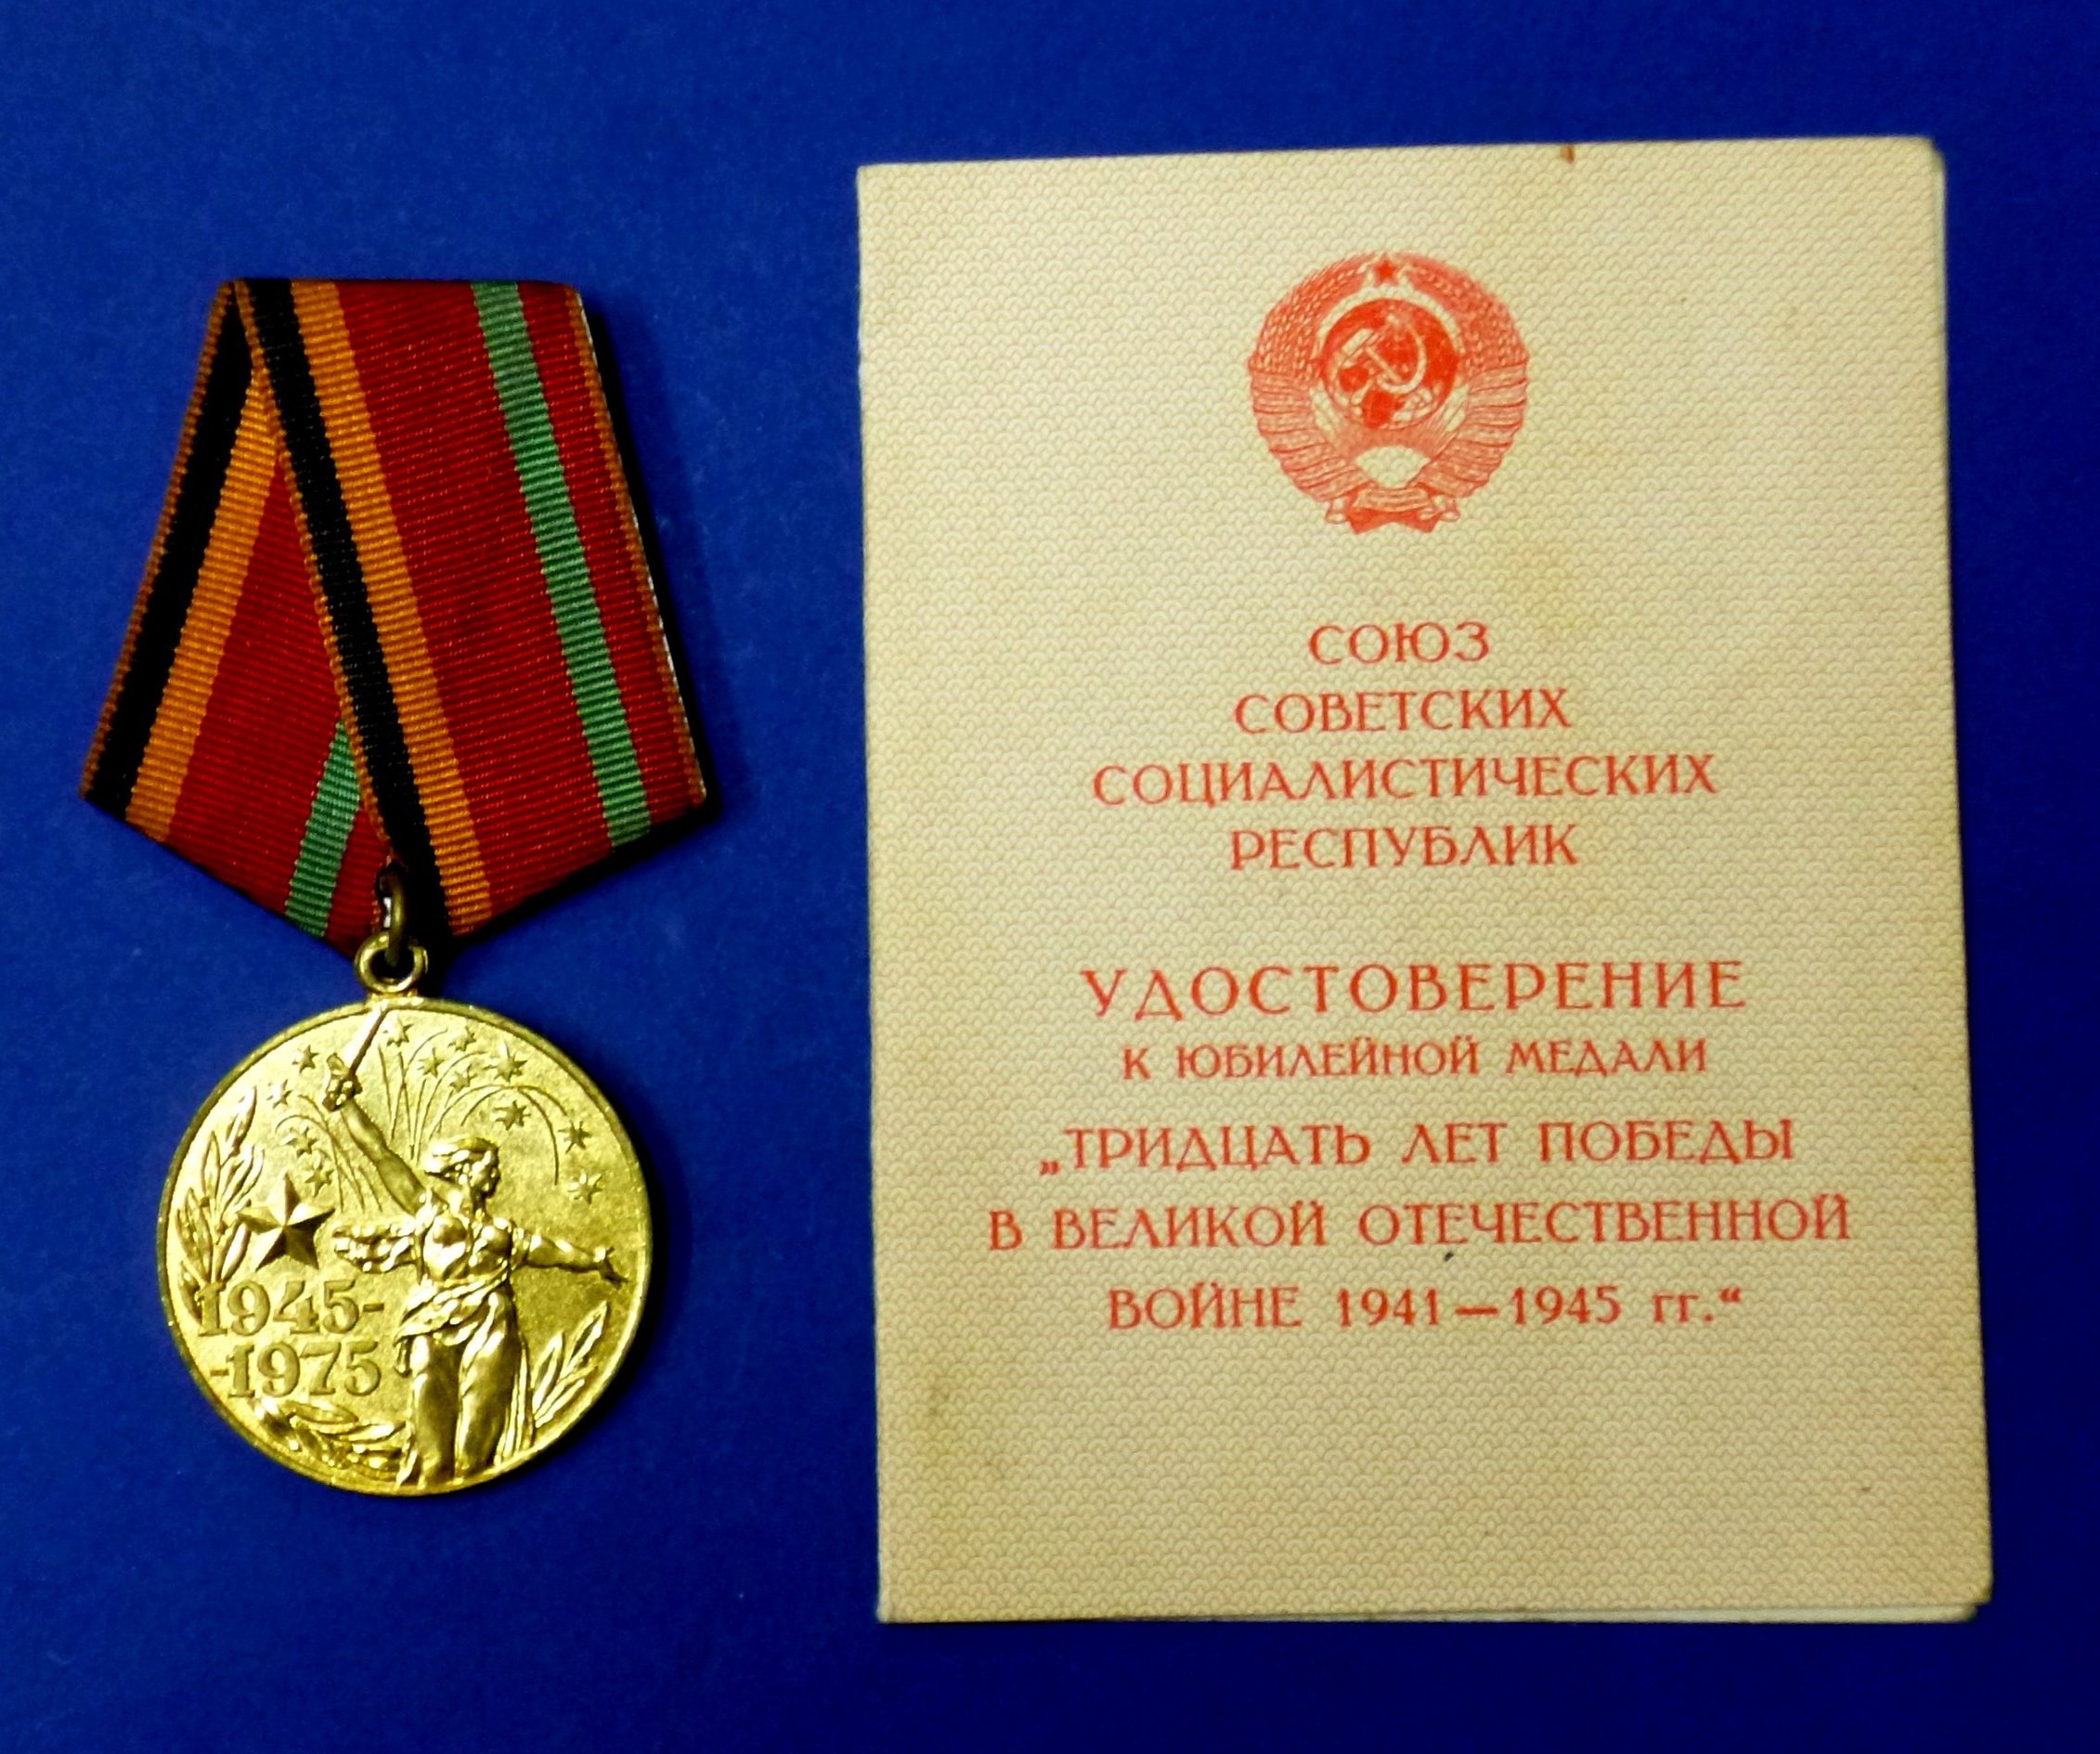 1945-
-1975
СОЮЗ
СОВЕТСКИХ
СОЦИАЛИСТИЧЕСКИХ
РЕСПУБЛИК
УДОСТОВЕРЕНИЕ
К ЮБИЛЕЙНОЙ МЕДАЛИ
„ТРИДЦАТЬ ЛЕТ ПОБЕДЫ
В ВЕЛИКОЙ ОТЕЧЕСТВЕННОЙ
ВОЙНЕ 1941—1945 гг.“